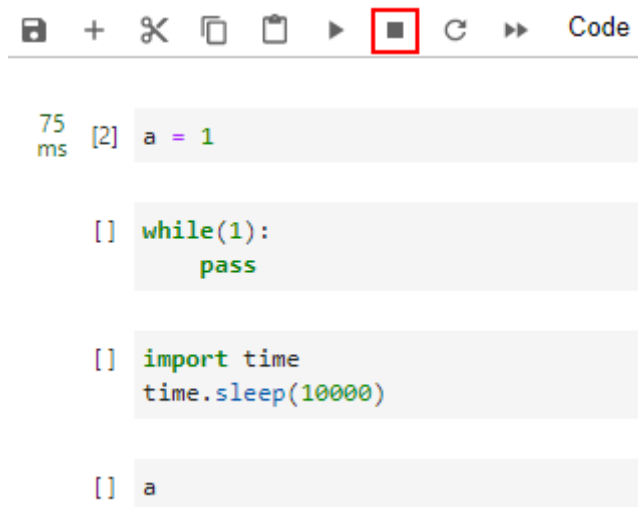 Code
75
ms
[2] a = 1
[] while(1):
pass
[] import time
time.sleep(10000)
[] a